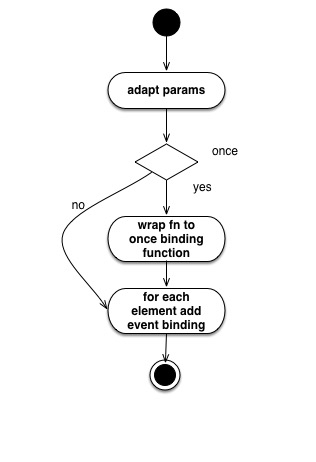 adapt params
once
yes
no
wrap fn to
once binding
function
for each
element add
event binding